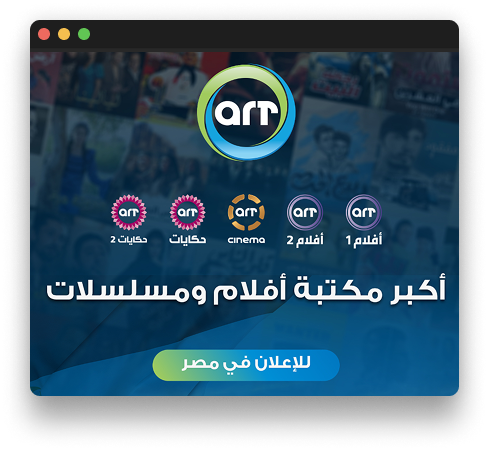 art
art art art art art
أفلام 1 أفلام 2 cinema حكايات حكايات 2
أكبر مكتبة أفلام ومسلسلات
للإعلان في مصر